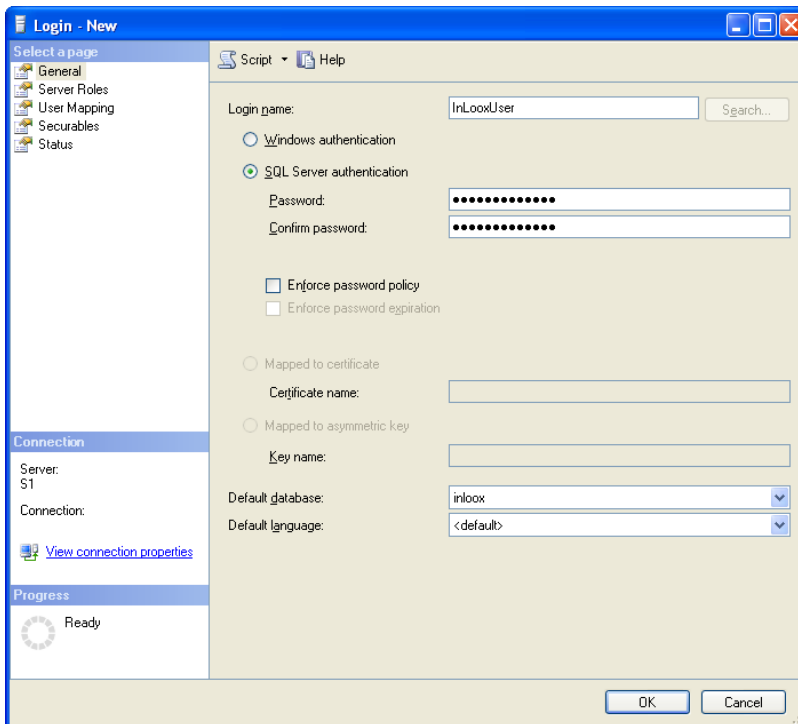 Login - New
Select a page
General
Server Roles
User Mapping
Securables
Status
Script
Help
Login name:
InLooxUser
Search...
Windows authentication
SQL Server authentication
Password:
●●●●●●●●●●●●●
Confirm password:
●●●●●●●●●●●●●
Enforce password policy
Enforce password expiration
Mapped to certificate
Certificate name:
Mapped to asymmetric key
Key name:
Default database:
inloox
Default language:
<default>
Connection
Server:
S1
Connection:
View connection properties
Progress
Ready
OK
Cancel